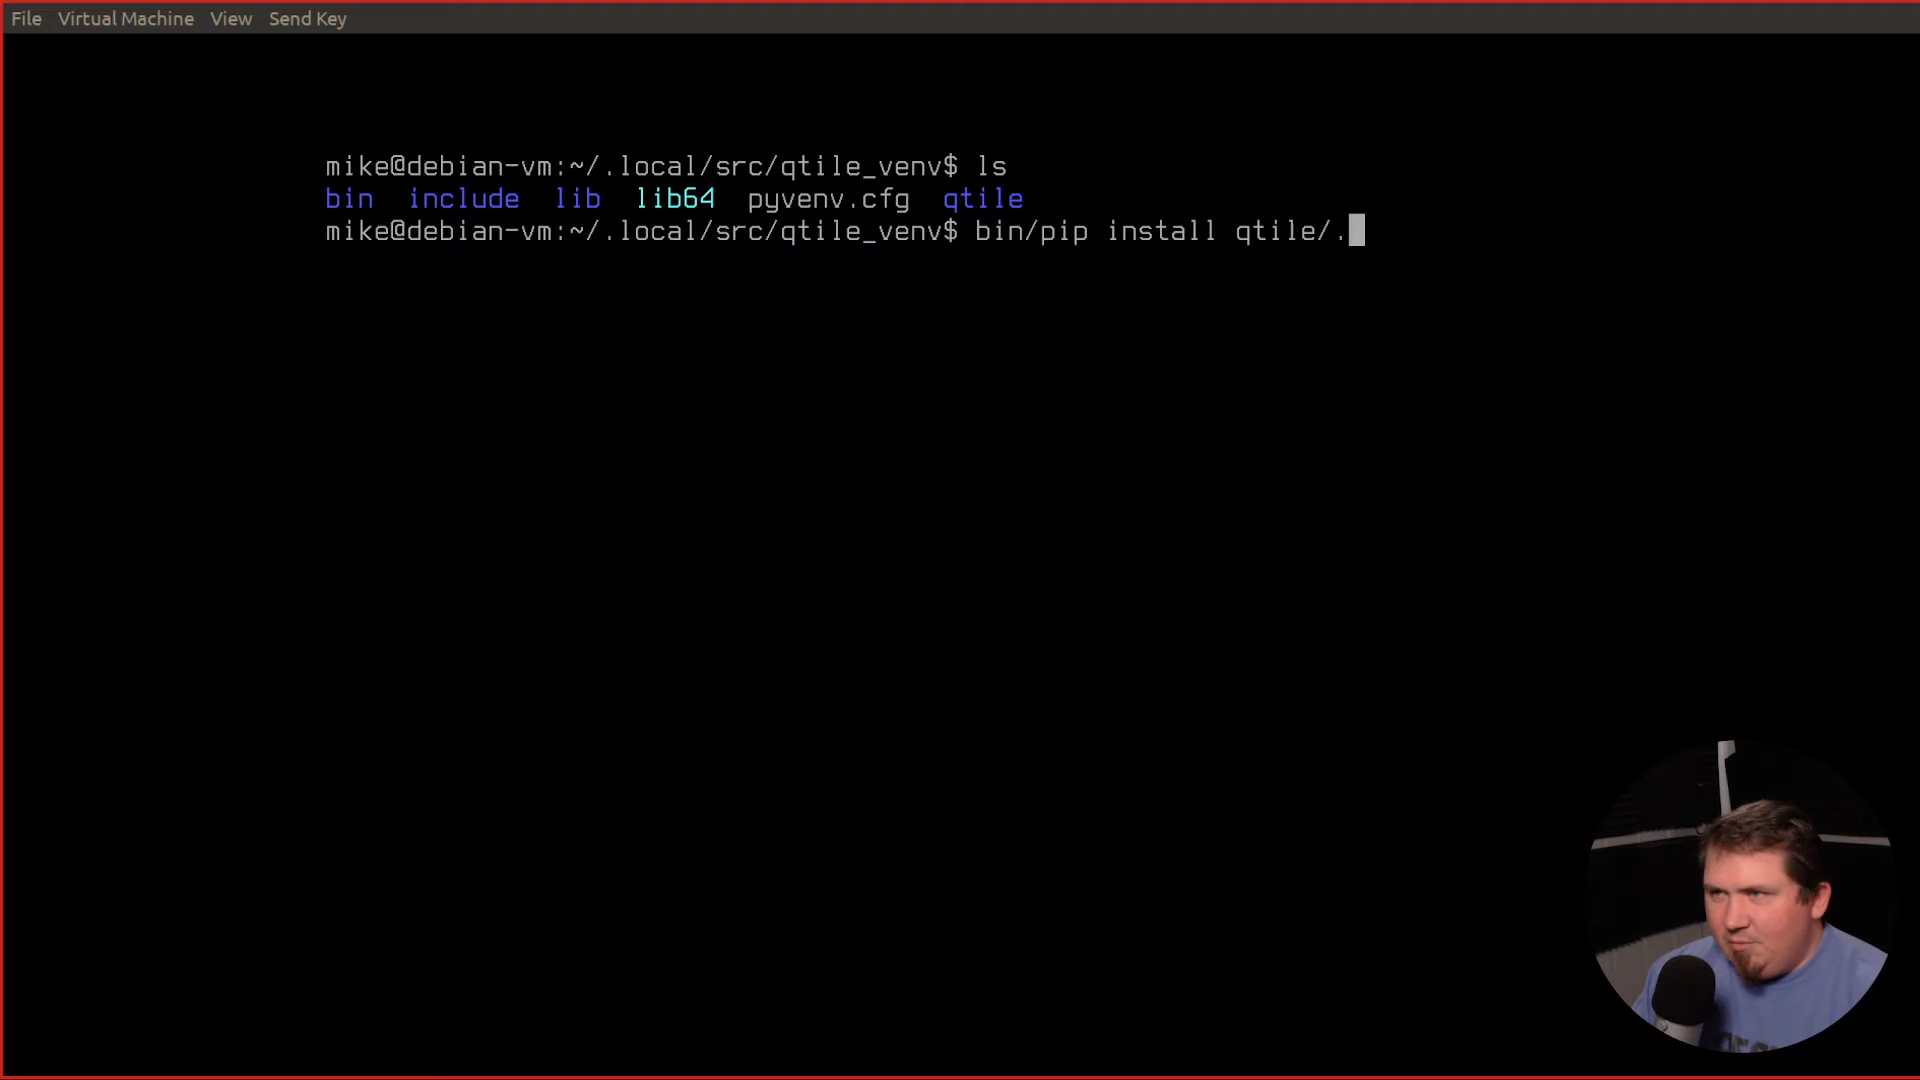 File Virtual Machine View Send Key
mike@debian-vm:~/.local/src/qtile_venv$ ls
bin include lib lib64 pyvenv.cfg qtile
mike@debian-vm:~/.local/src/qtile_venv$ bin/pip install qtile/.